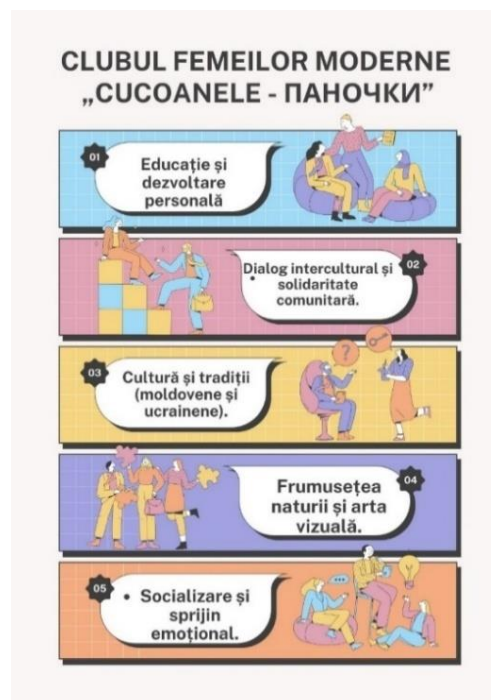 CLUBUL FEMEILOR MODERNE
„CUCOANELE - ПАНОЧКИ”
01
Educație și
dezvoltare
personală
Dialog intercultural și
• solidaritate
comunitară.
02
03
Cultură și tradiții
(moldovene și
ucrainene).
?
Frumusețea
naturii și arta
vizuală.
04
05
• Socializare și
sprijin
emoțional.